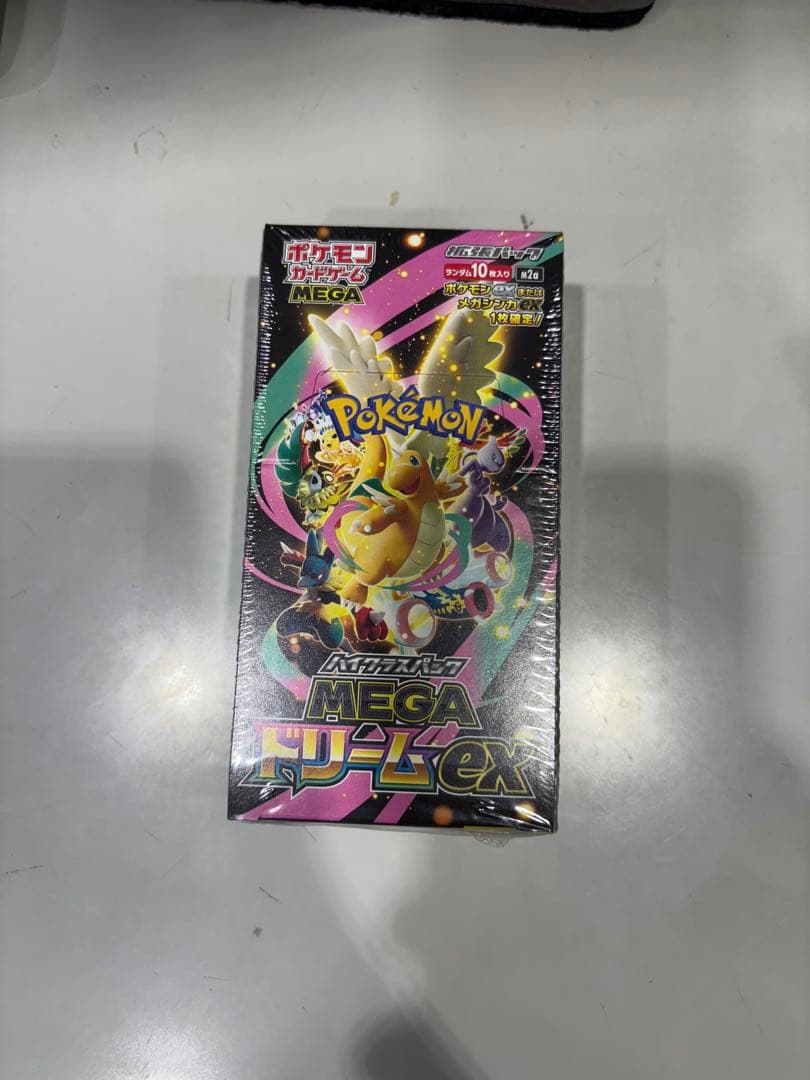 ポケモン
カードゲーム
MEGA
拡張パック
ランダム10枚入り
M2a
ポケモンexまたは
メガシンカex
1枚確定!
POKéMON
ハイクラスパック
MEGA
ドリームex